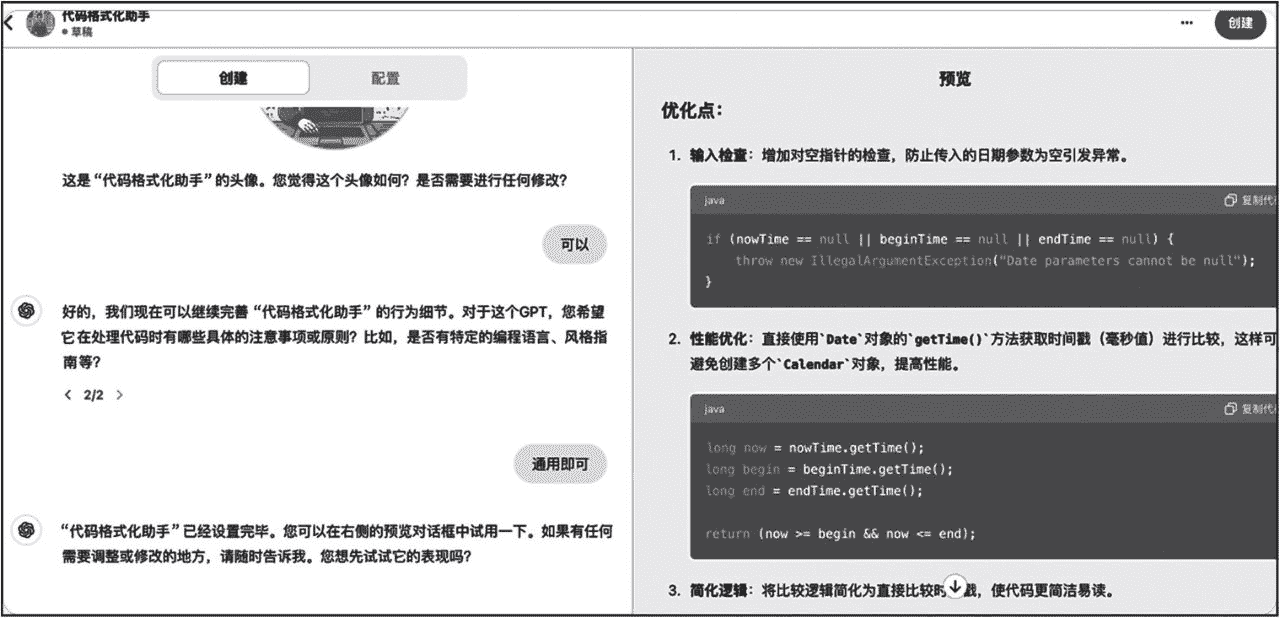 代码格式化助手
草稿
创建
创建
配置
这是“代码格式化助手”的头像。您觉得这个头像如何？是否需要进行任何修改？
可以
好的，我们现在可以继续完善“代码格式化助手”的行为细节。对于这个GPT，您希望
它在处理代码时有哪些具体的注意事项或原则？比如，是否有特定的编程语言、风格指
南等？
2/2
通用即可
“代码格式化助手”已经设置完毕。您可以在右侧的预览对话框中试用一下。如果有任何
需要调整或修改的地方，请随时告诉我。您想先试试它的表现吗？
预览
优化点：
1. 输入检查：增加对空指针的检查，防止传入的日期参数为空引发异常。
java
复制代
if (nowTime == null || beginTime == null || endTime == null) {
throw new IllegalArgumentException("Date parameters cannot be null");
}
2. 性能优化：直接使用`Date`对象的`getTime()`方法获取时间戳（毫秒值）进行比较，这样可
避免创建多个`Calendar`对象，提高性能。
java
复制代
long now = nowTime.getTime();
long begin = beginTime.getTime();
long end = endTime.getTime();
return (now >= begin && now <= end);
3. 简化逻辑：将比较逻辑简化为直接比较时 戳，使代码更简洁易读。